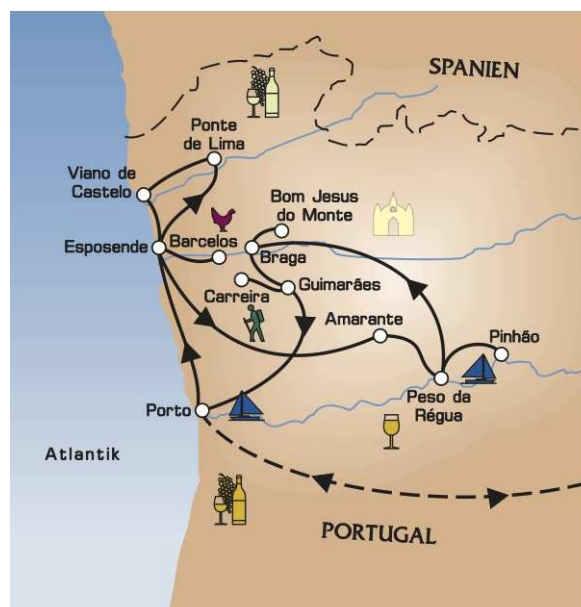 SPANIEN
Ponte
de Lima
Viano de
Castelo
Bom Jesus
do Monte
Esposende
Barcelos
Braga
Carreira
Guimarães
Amarante
Pinhão
Peso da
Régua
Porto
Atlantik
PORTUGAL